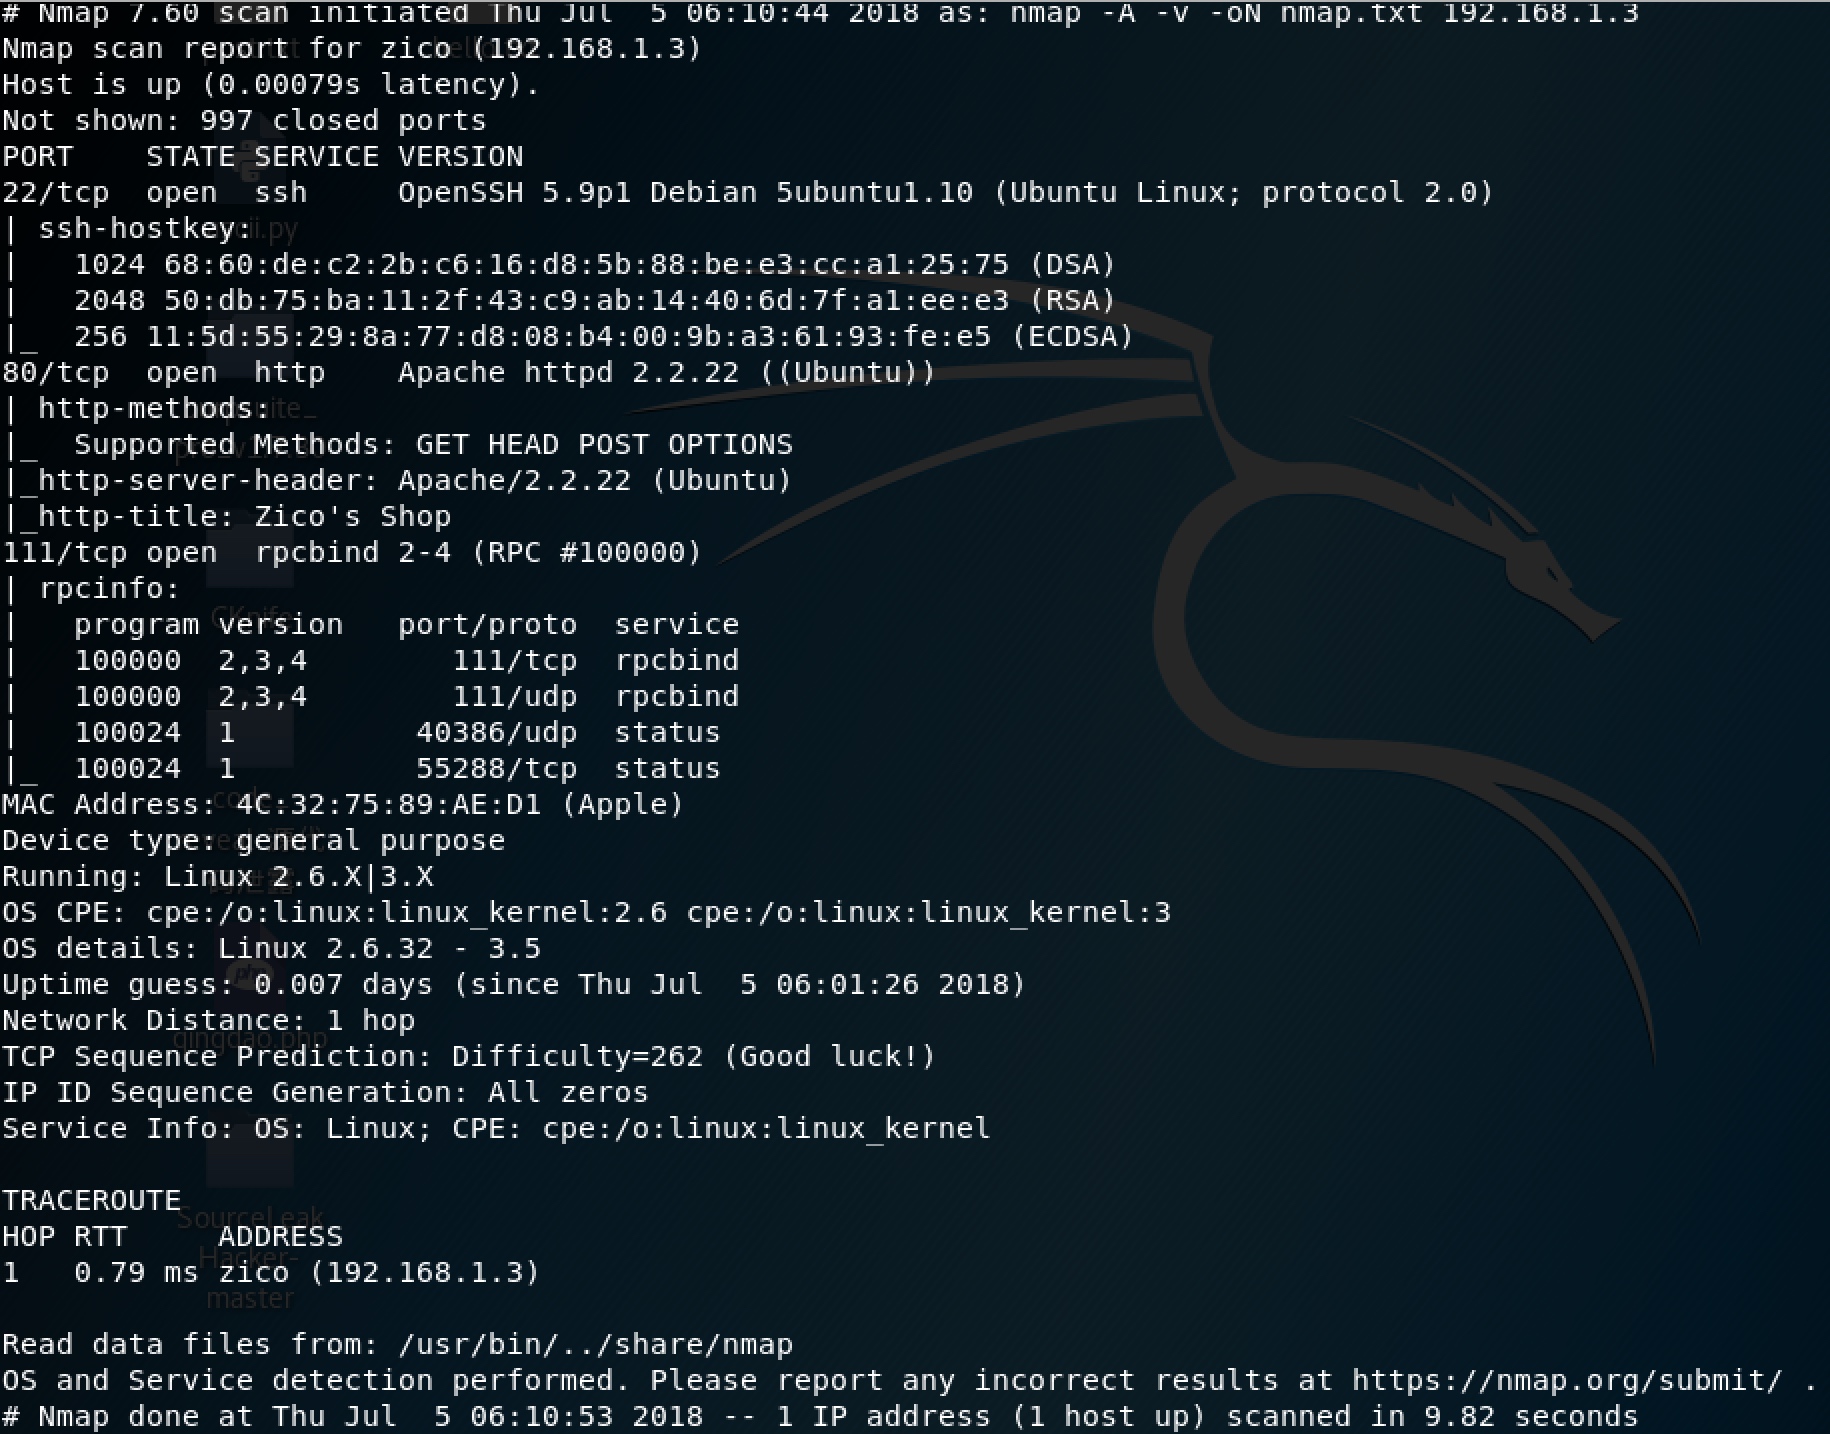 # Nmap 7.60 scan initiated Thu Jul  5 06:10:44 2018 as: nmap -A -v -oN nmap.txt 192.168.1.3
Nmap scan report for zico (192.168.1.3)
Host is up (0.00079s latency).
Not shown: 997 closed ports
PORT    STATE SERVICE VERSION
22/tcp  open  ssh     OpenSSH 5.9p1 Debian 5ubuntu1.10 (Ubuntu Linux; protocol 2.0)
| ssh-hostkey:
|   1024 68:60:de:c2:2b:c6:16:d8:5b:88:be:e3:cc:a1:25:75 (DSA)
|   2048 50:db:75:ba:11:2f:43:c9:ab:14:40:6d:7f:a1:ee:e3 (RSA)
|_  256 11:5d:55:29:8a:77:d8:08:b4:00:9b:a3:61:93:fe:e5 (ECDSA)
80/tcp  open  http    Apache httpd 2.2.22 ((Ubuntu))
| http-methods:
|_  Supported Methods: GET HEAD POST OPTIONS
|_http-server-header: Apache/2.2.22 (Ubuntu)
|_http-title: Zico's Shop
111/tcp open  rpcbind 2-4 (RPC #100000)
| rpcinfo:
|   program version   port/proto  service
|   100000  2,3,4        111/tcp  rpcbind
|   100000  2,3,4        111/udp  rpcbind
|   100024  1          40386/udp  status
|_  100024  1          55288/tcp  status
MAC Address: 4C:32:75:89:AE:D1 (Apple)
Device type: general purpose
Running: Linux 2.6.X|3.X
OS CPE: cpe:/o:linux:linux_kernel:2.6 cpe:/o:linux:linux_kernel:3
OS details: Linux 2.6.32 - 3.5
Uptime guess: 0.007 days (since Thu Jul  5 06:01:26 2018)
Network Distance: 1 hop
qingdao.php
TCP Sequence Prediction: Difficulty=262 (Good luck!)
IP ID Sequence Generation: All zeros
Service Info: OS: Linux; CPE: cpe:/o:linux:linux_kernel

TRACEROUTE
SourceLeak
HOP RTT     ADDRESS
Hacker-
1   0.79 ms zico (192.168.1.3)
master

Read data files from: /usr/bin/../share/nmap
OS and Service detection performed. Please report any incorrect results at https://nmap.org/submit/ .
# Nmap done at Thu Jul  5 06:10:53 2018 -- 1 IP address (1 host up) scanned in 9.82 seconds